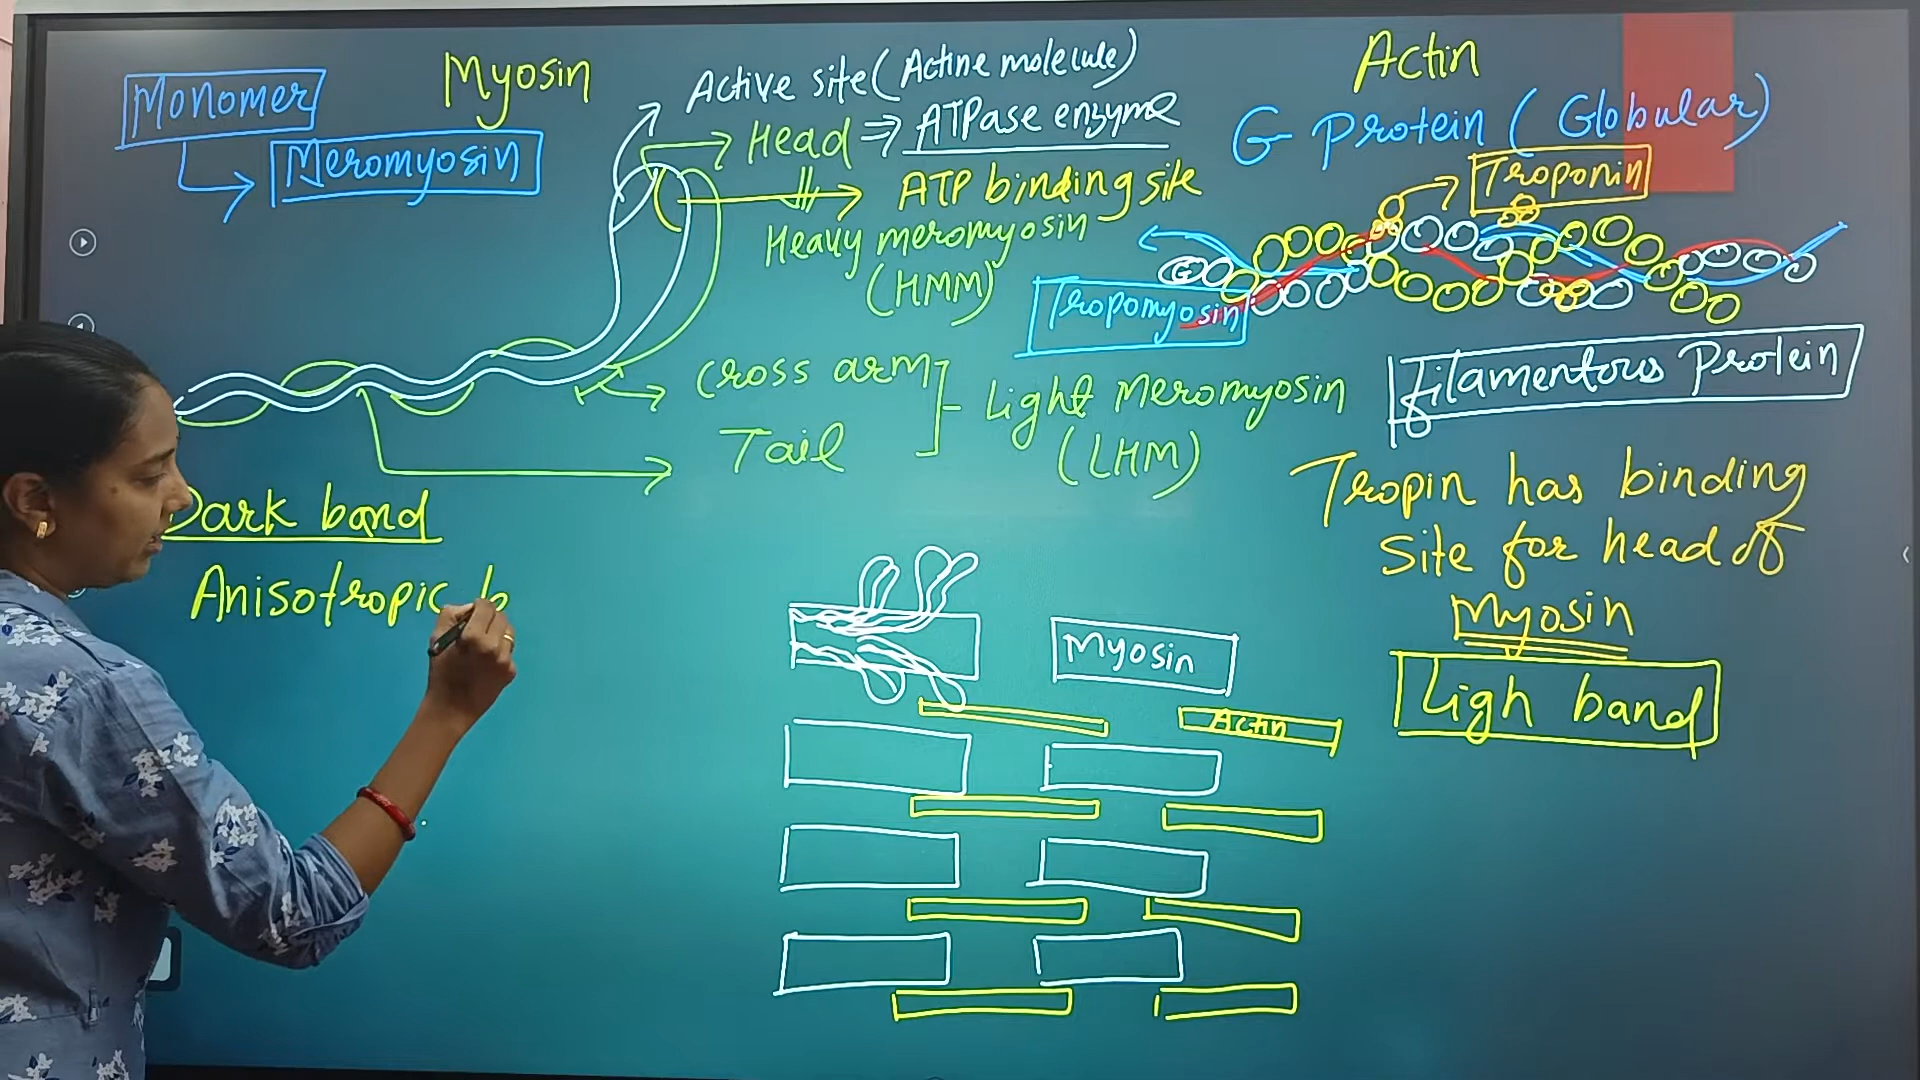 Monomer
Meromyosin
Myosin
Active site (Actine molecule)
Head ⇒ ATPase enzyme
ATP binding site
Heavy meromyosin
(HMM)
Cross arm
Tail
Light Meromyosin
(LHM)
Actin
G Protein (Globular)
Troponin
G
Tropomyosin
Filamentous Protein
Tropin has binding
Site for head of
Myosin
Ligh band
Dark band
Anisotropic b
Myosin
Actin